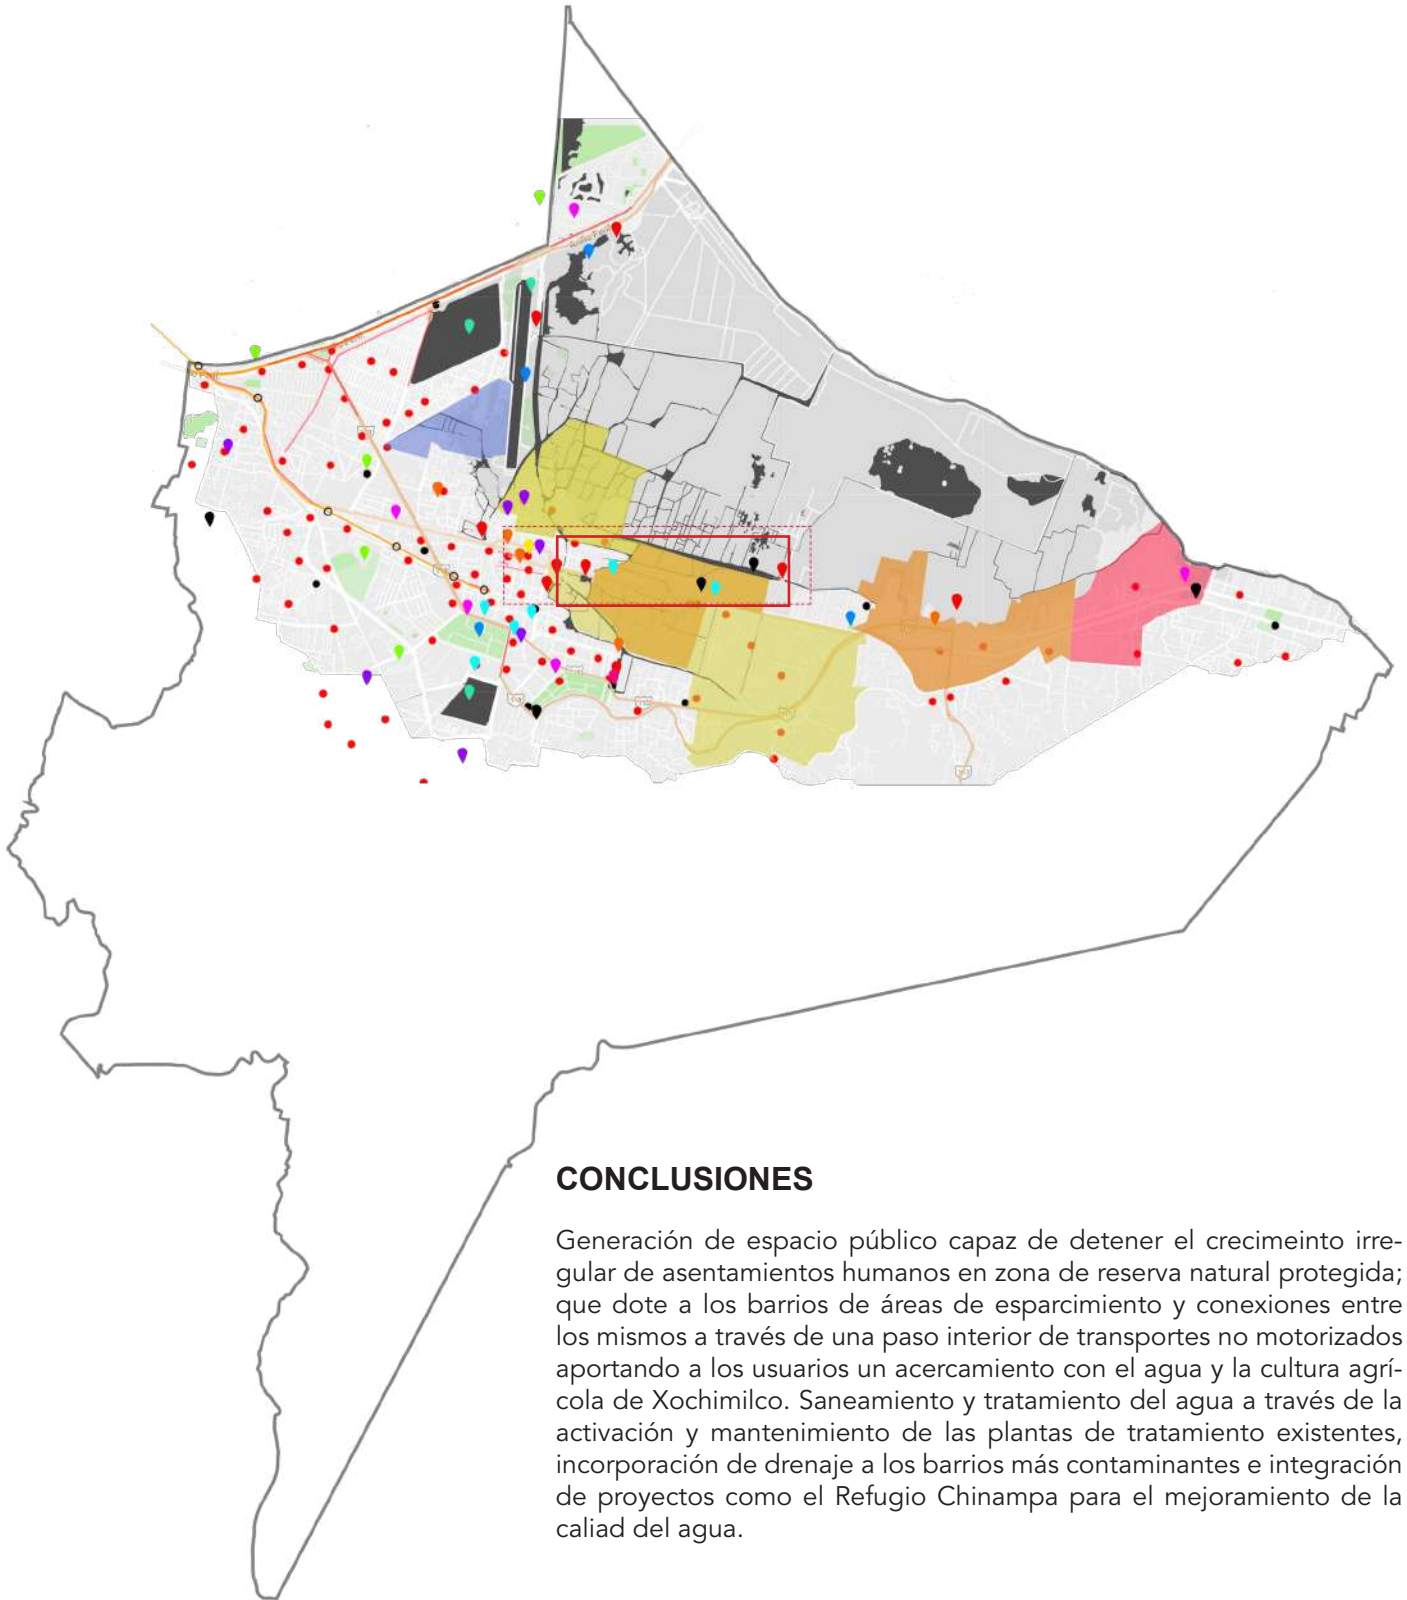 CONCLUSIONES
Generación de espacio público capaz de detener el crecimeinto irre-
gular de asentamientos humanos en zona de reserva natural protegida;
que dote a los barrios de áreas de esparcimiento y conexiones entre
los mismos a través de una paso interior de transportes no motorizados
aportando a los usuarios un acercamiento con el agua y la cultura agrí-
cola de Xochimilco. Saneamiento y tratamiento del agua a través de la
activación y mantenimiento de las plantas de tratamiento existentes,
incorporación de drenaje a los barrios más contaminantes e integración
de proyectos como el Refugio Chinampa para el mejoramiento de la
caliad del agua.